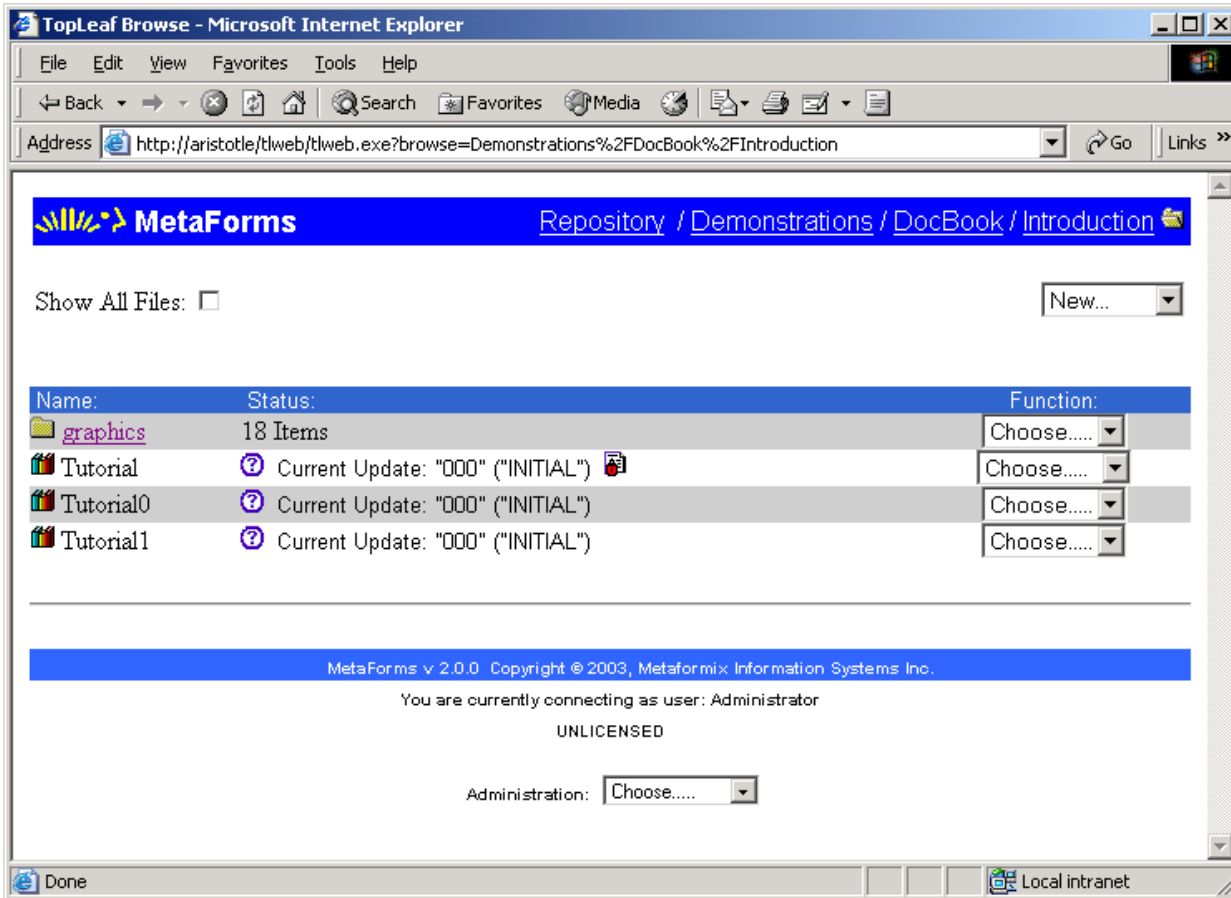 TopLeaf Browse - Microsoft Internet Explorer
File Edit View Favorites Tools Help
Back Search Favorites Media
Address http://aristotle/tlweb/tlweb.exe?browse=Demonstrations%2FDocBook%2FIntroduction Go Links »
MetaForms Repository / Demonstrations / DocBook / Introduction
Show All Files: New...
Name: Status: Function:
graphics 18 Items Choose.....
Tutorial ? Current Update: "000" ("INITIAL") Choose.....
Tutorial0 ? Current Update: "000" ("INITIAL") Choose.....
Tutorial1 ? Current Update: "000" ("INITIAL") Choose.....
MetaForms v 2.0.0 Copyright © 2003, Metaformix Information Systems Inc.
You are currently connecting as user: Administrator
UNLICENSED
Administration: Choose.....
Done Local intranet